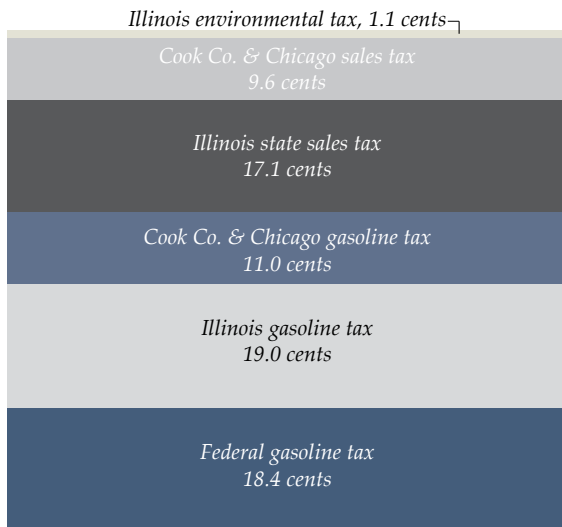 Illinois environmental tax, 1.1 cents
Cook Co. & Chicago sales tax
9.6 cents
Illinois state sales tax
17.1 cents
Cook Co. & Chicago gasoline tax
11.0 cents
Illinois gasoline tax
19.0 cents
Federal gasoline tax
18.4 cents